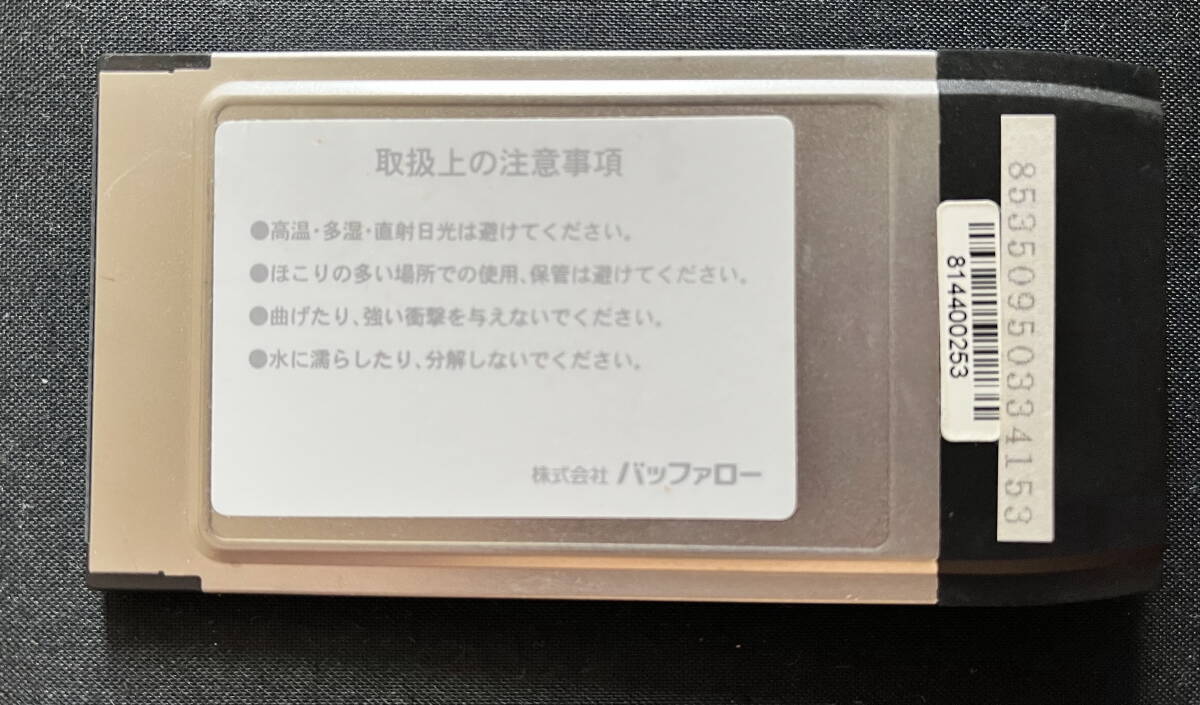 取扱上の注意事項
●高温・多湿・直射日光は避けてください。
●ほこりの多い場所での使用、保管は避けてください。
●曲げたり、強い衝撃を与えないでください。
●水に濡らしたり、分解しないでください。
株式会社 バッファロー
814400253
85350950334153